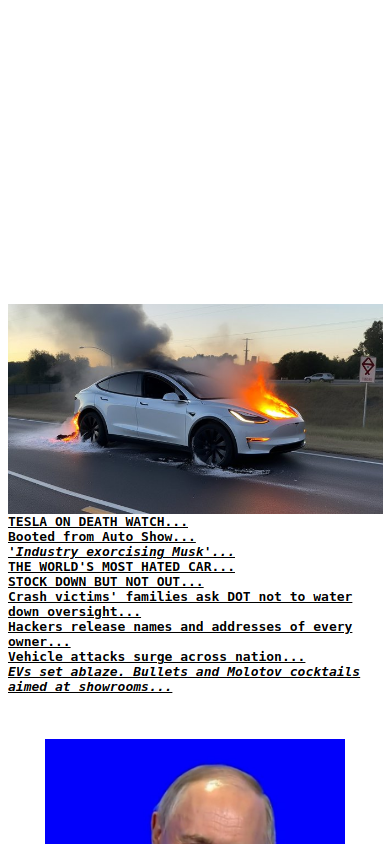 TESLA ON DEATH WATCH...
Booted from Auto Show...
'Industry exorcising Musk'...
THE WORLD'S MOST HATED CAR...
STOCK DOWN BUT NOT OUT...
Crash victims' families ask DOT not to water
down oversight...
Hackers release names and addresses of every
owner...
Vehicle attacks surge across nation...
EVs set ablaze. Bullets and Molotov cocktails
aimed at showrooms...